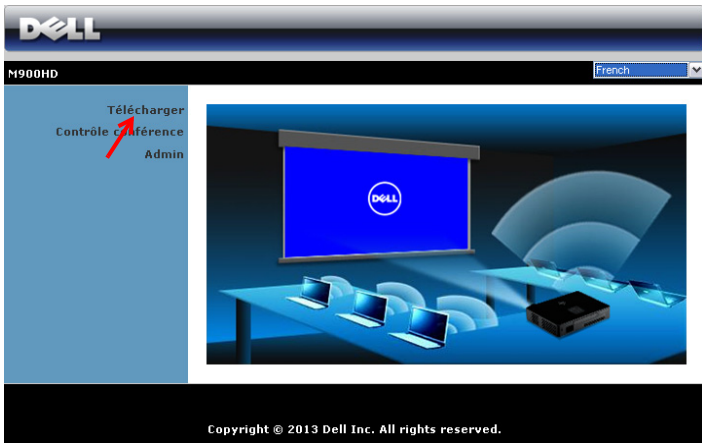 DELL
M900HD
French
Télécharger
Contrôle conférence
Admin
DELL
Copyright © 2013 Dell Inc. All rights reserved.